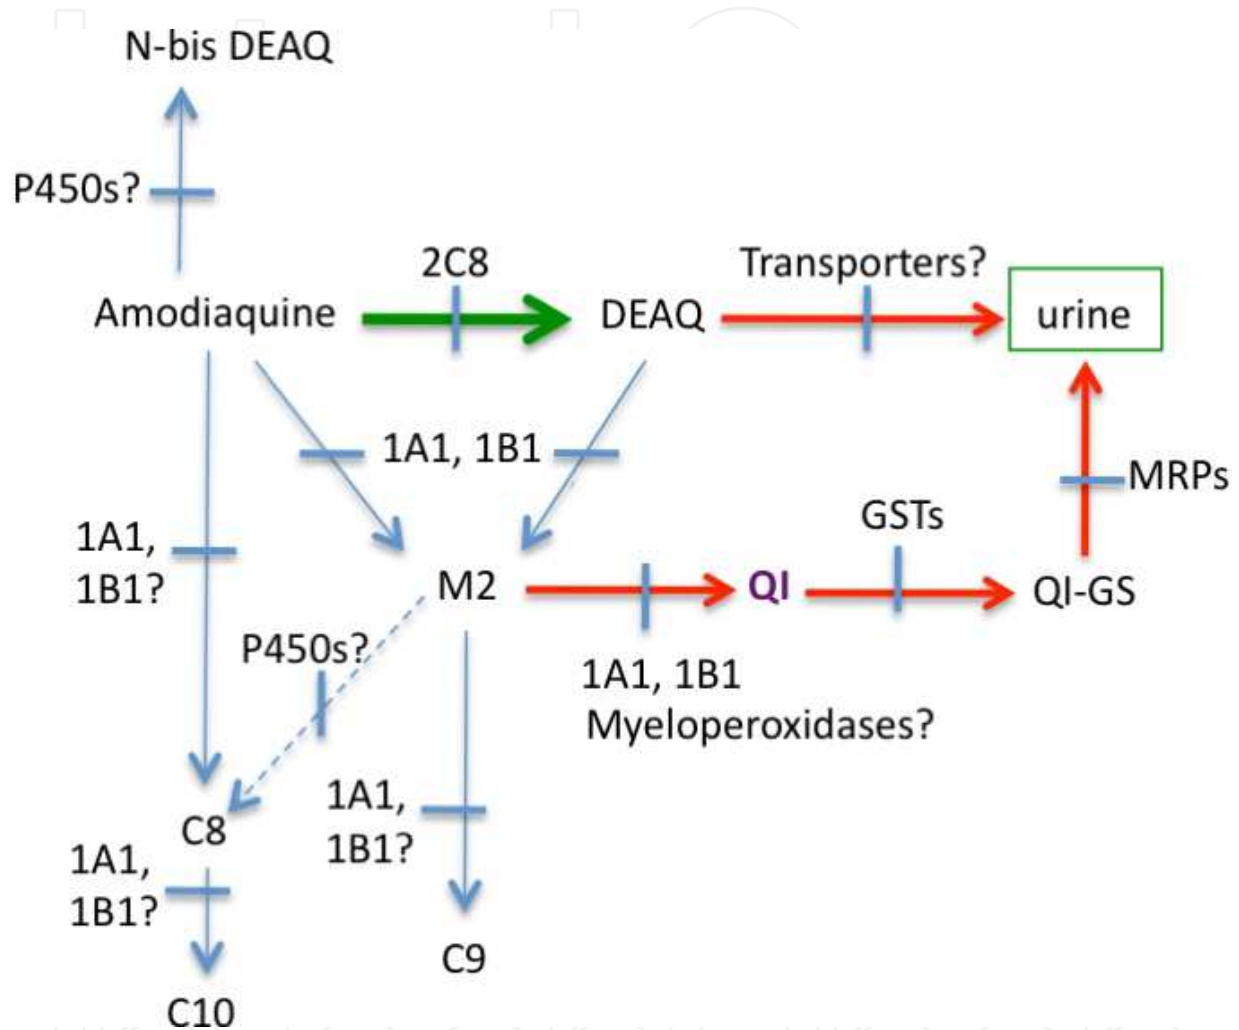 N-bis DEAQ
P450s?
2C8
Transporters?
Amodiaquine
DEAQ
urine
1A1, 1B1
MRPs
GSTs
1A1,
1B1?
M2
QI
QI-GS
P450s?
1A1, 1B1
Myeloperoxidases?
1A1,
1B1?
C8
1A1,
1B1?
C9
C10